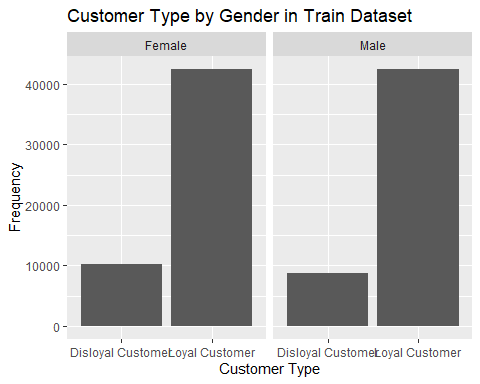 Customer Type by Gender in Train Dataset
Female Male
40000
30000
20000
10000
0
Frequency
Disloyal Customer Loyal Customer Disloyal Customer Loyal Customer
Customer Type